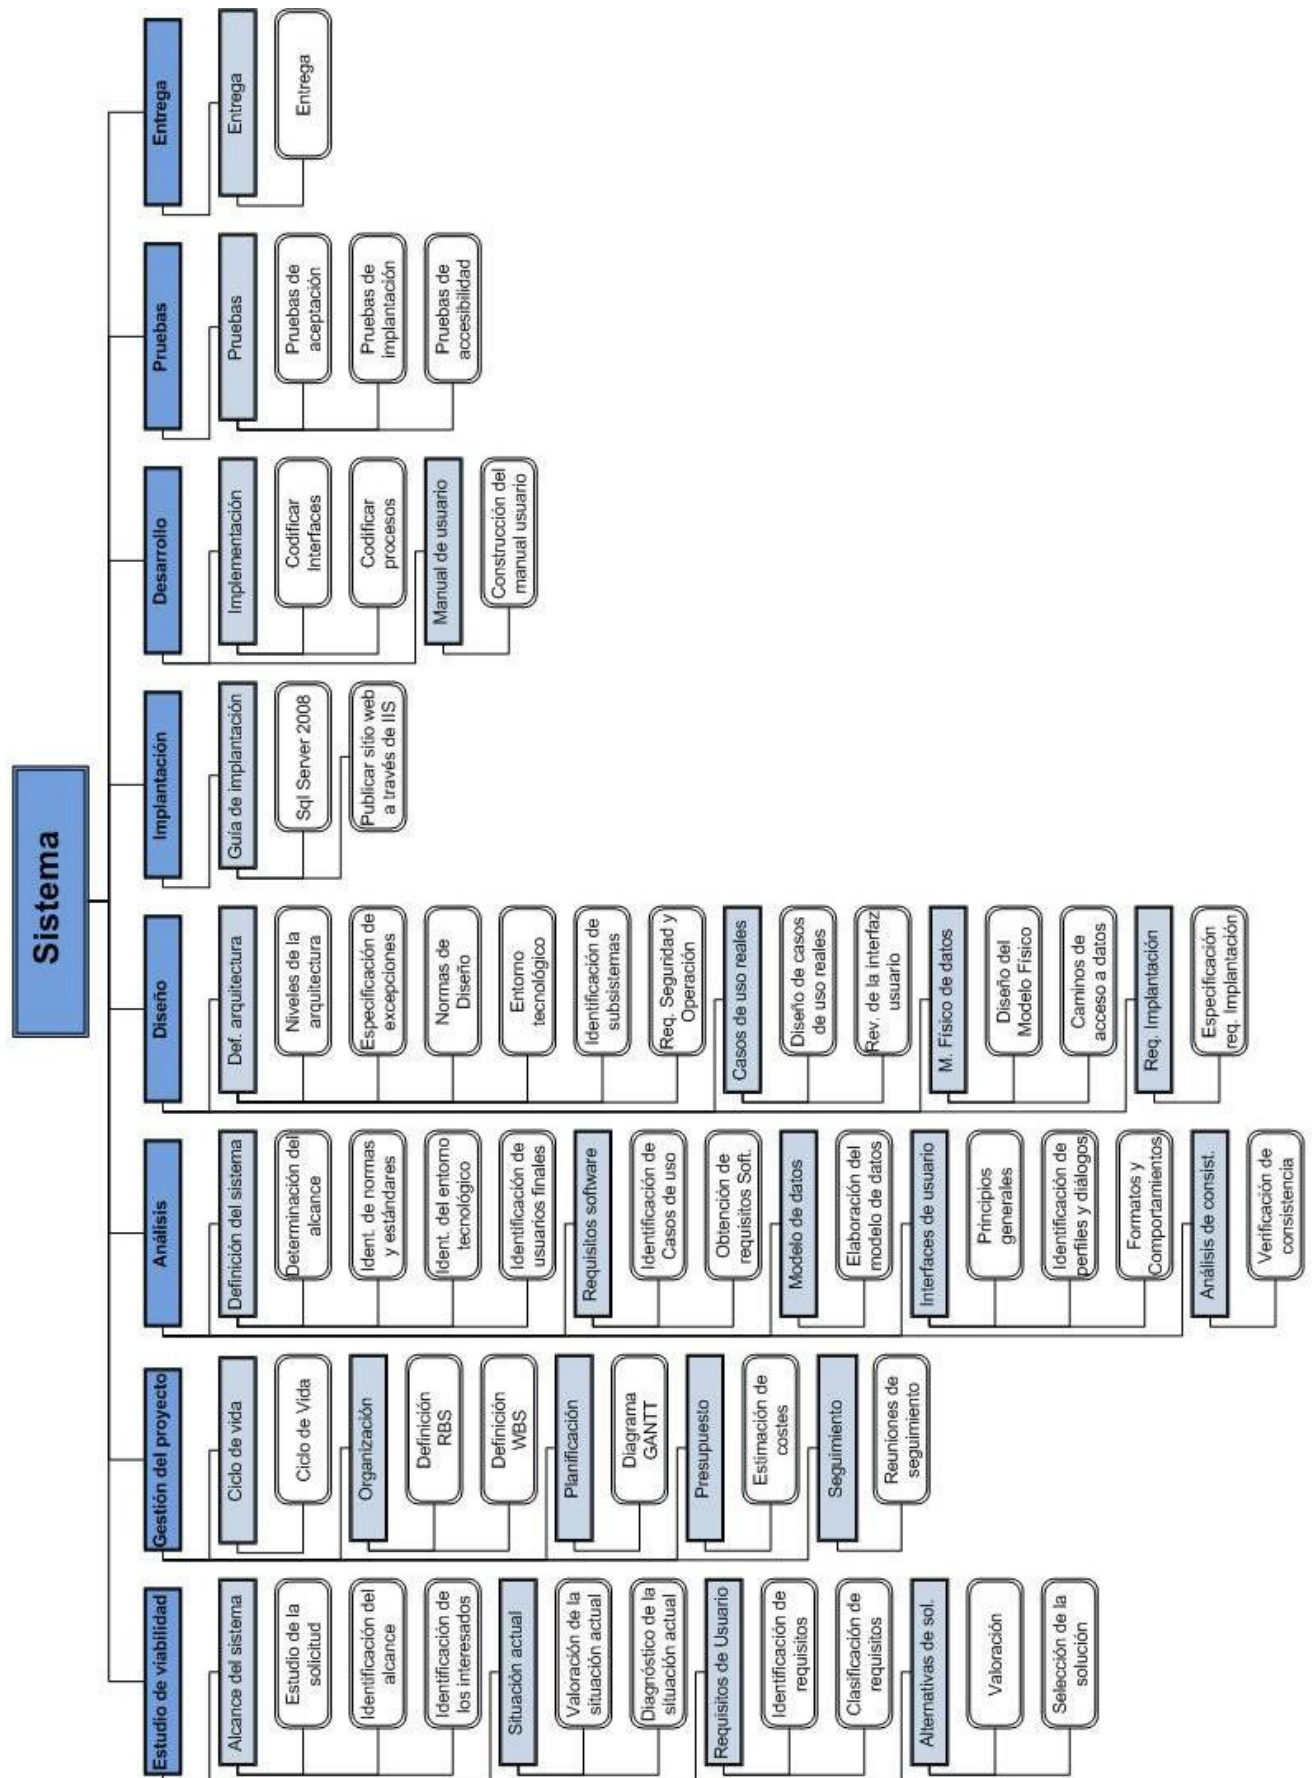 Sistema
Estudio de viabilidad
Alcance del sistema
Estudio de la
solicitud
Identificación del
alcance
Identificación de
los interesados
Situación actual
Valoración de la
situación actual
Diagnóstico de la
situación actual
Requisitos de Usuario
Identificación de
requisitos
Clasificación de
requisitos
Alternativas de sol.
Valoración
Selección de la
solución
Gestión del proyecto
Ciclo de vida
Ciclo de Vida
Organización
Definición
RBS
Definición
WBS
Planificación
Diagrama
GANTT
Presupuesto
Estimación de
costes
Seguimiento
Reuniones de
seguimiento
Análisis
Definición del sistema
Determinación del
alcance
Ident. de normas
y estándares
Ident. del entorno
tecnológico
Identificación de
usuarios finales
Requisitos software
Identificación de
Casos de uso
Obtención de
requisitos Soft.
Modelo de datos
Elaboración del
modelo de datos
Interfaces de usuario
Principios
generales
Identificación de
perfiles y diálogos
Formatos y
Comportamientos
Análisis de consist.
Verificación de
consistencia
Diseño
Def. arquitectura
Niveles de la
arquitectura
Especificación de
excepciones
Normas de
Diseño
Entorno
tecnológico
Identificación de
subsistemas
Req. Seguridad y
Operación
Casos de uso reales
Diseño de casos
de uso reales
Rev. de la interfaz
usuario
M. Físico de datos
Diseño del
Modelo Físico
Caminos de
acceso a datos
Req. Implantación
Especificación
req. Implantación
Implantación
Guía de implantación
Sql Server 2008
Publicar sitio web
a través de IIS
Desarrollo
Implementación
Codificar
Interfaces
Codificar
procesos
Manual de usuario
Construcción del
manual usuario
Pruebas
Pruebas
Pruebas de
aceptación
Pruebas de
implantación
Pruebas de
accesibilidad
Entrega
Entrega
Entrega